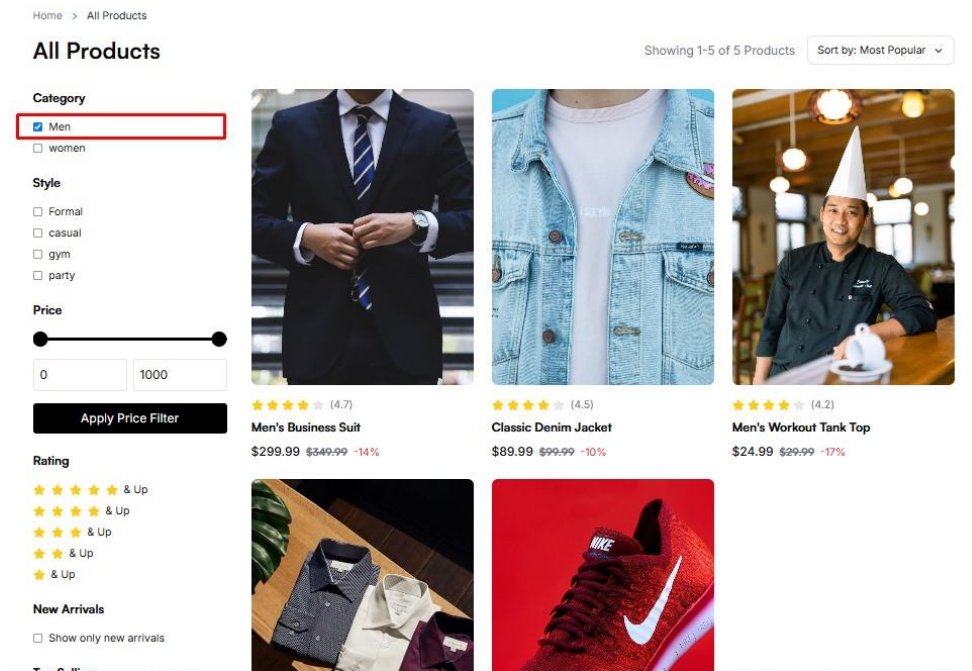 Home > All Products
All Products
Showing 1-5 of 5 Products
Sort by: Most Popular
Category
Men
women
Style
Formal
casual
gym
party
Price
0
1000
Apply Price Filter
Rating
& Up
& Up
& Up
& Up
& Up
New Arrivals
Show only new arrivals
(4.7)
Men's Business Suit
$299.99 $349.99 -14%
(4.5)
Classic Denim Jacket
$89.99 $99.99 -10%
(4.2)
Men's Workout Tank Top
$24.99 $29.99 -17%
NIKE